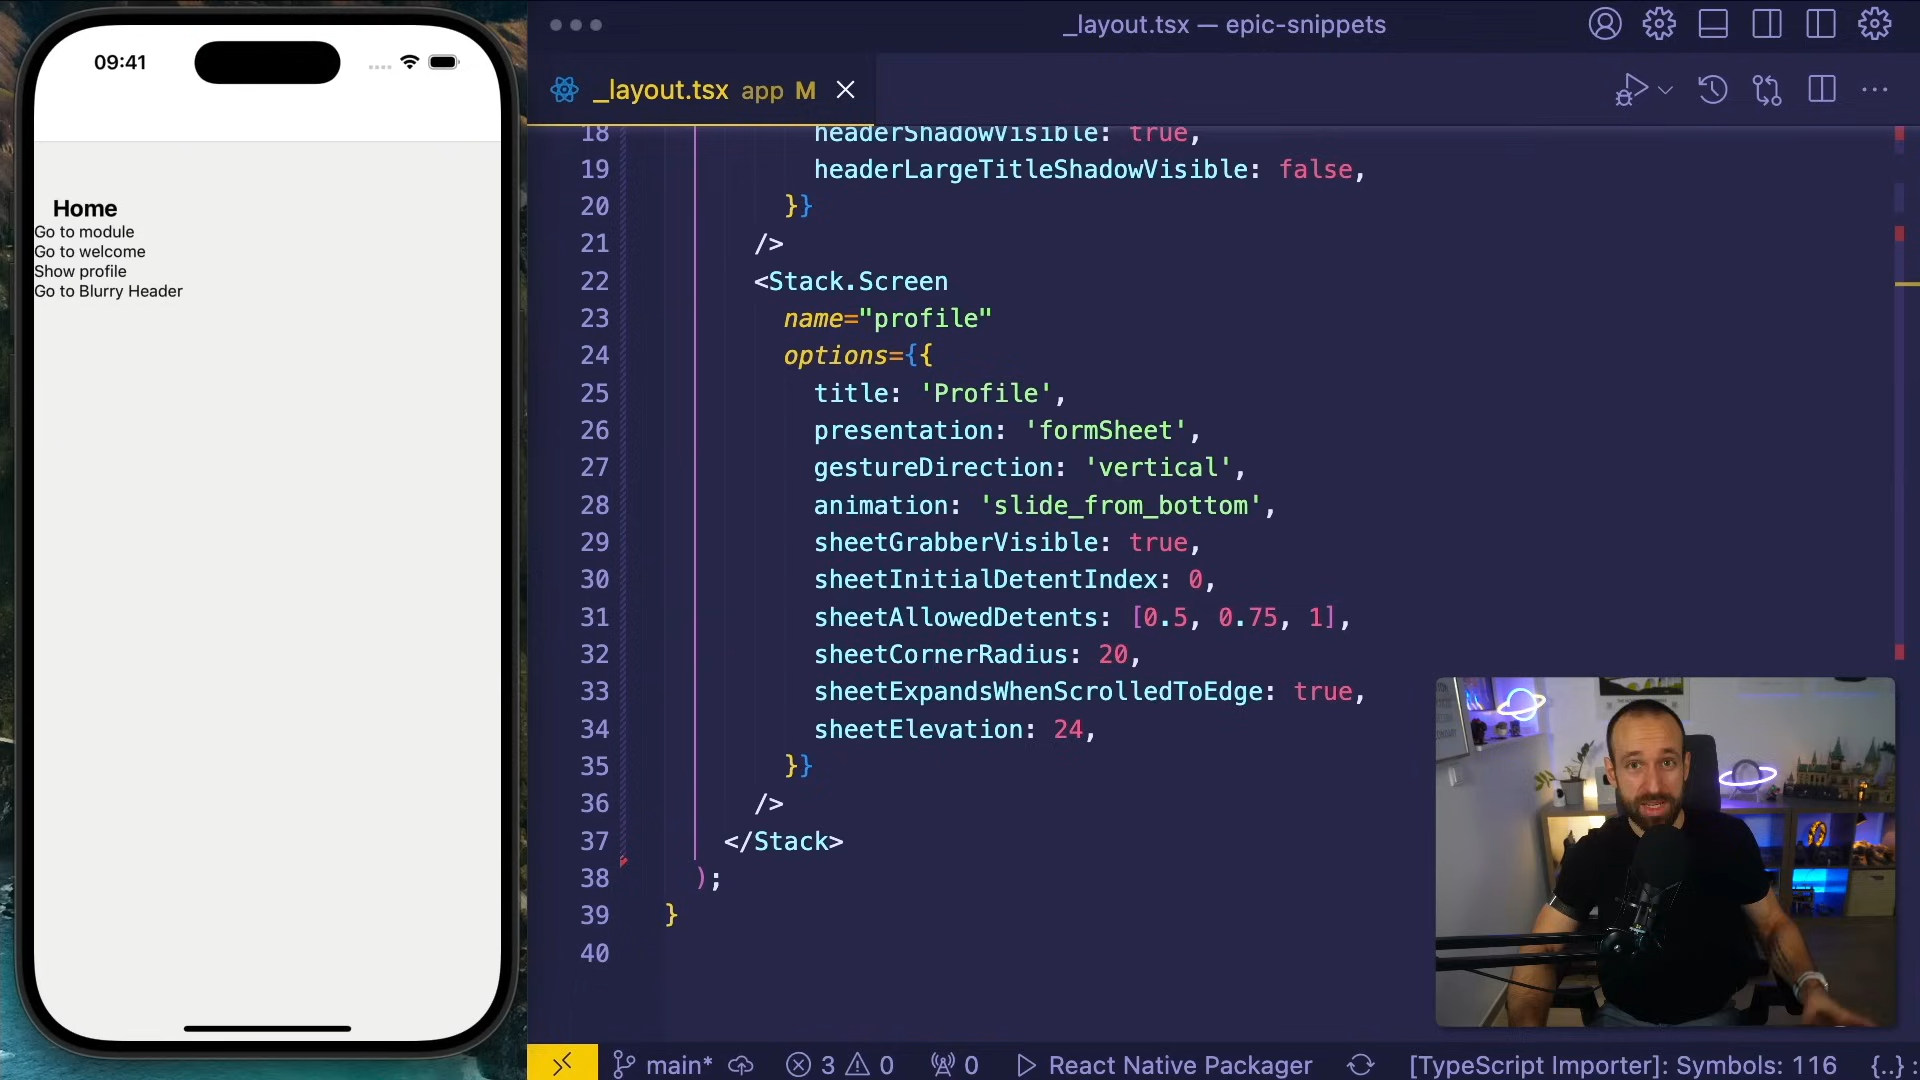 09:41
Home
Go to module
Go to welcome
Show profile
Go to Blurry Header
_layout.tsx — epic-snippets
_layout.tsx app M
18 headerShadowVisible: true,
19 headerLargeTitleShadowVisible: false,
20 }}
21 />
22 <Stack.Screen
23 name="profile"
24 options={{
25 title: 'Profile',
26 presentation: 'formSheet',
27 gestureDirection: 'vertical',
28 animation: 'slide_from_bottom',
29 sheetGrabberVisible: true,
30 sheetInitialDetentIndex: 0,
31 sheetAllowedDetents: [0.5, 0.75, 1],
32 sheetCornerRadius: 20,
33 sheetExpandsWhenScrolledToEdge: true,
34 sheetElevation: 24,
35 }}
36 />
37 </Stack>
38 );
39 }
40
main* 3 0 0 React Native Packager [TypeScript Importer]: Symbols: 116 {..} :